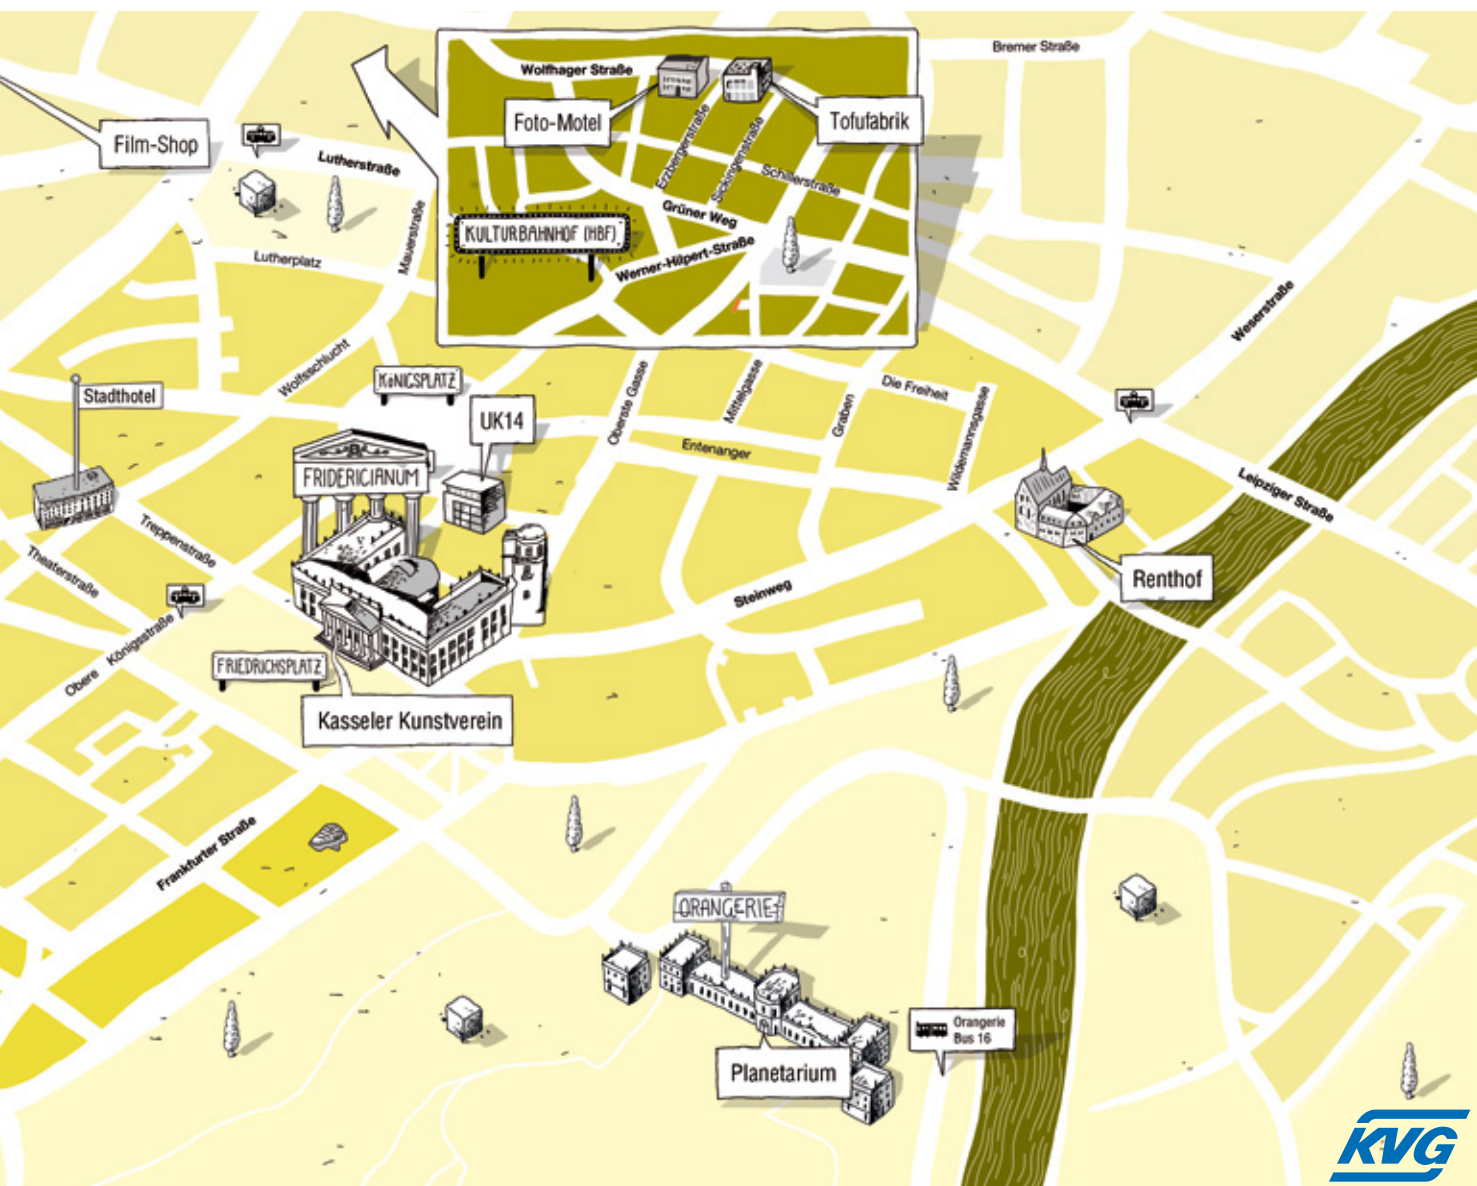 Bremer Straße
Wolfhager Straße
Foto-Motel
Tofufabrik
Film-Shop
Lutherstraße
Erzbergerstraße
Sickingenstraße
Schillerstraße
Mauerstraße
Grüner Weg
KULTURBAHNHOF (HBF)
Werner-Hilpert-Straße
Lutherplatz
Weserstraße
Wolfsschlucht
KÖNIGSPLATZ
Stadthotel
UK14
Oberste Gasse
Mittelgasse
Graben
Die Freiheit
Wildemannsgasse
Entenanger
FRIDERICIANUM
Leipziger Straße
Treppenstraße
Theaterstraße
Renthof
Steinweg
Obere Königsstraße
FRIEDRICHSPLATZ
Kasseler Kunstverein
Frankfurter Straße
ORANGERIE
Orangerie
Bus 16
Planetarium
KVG